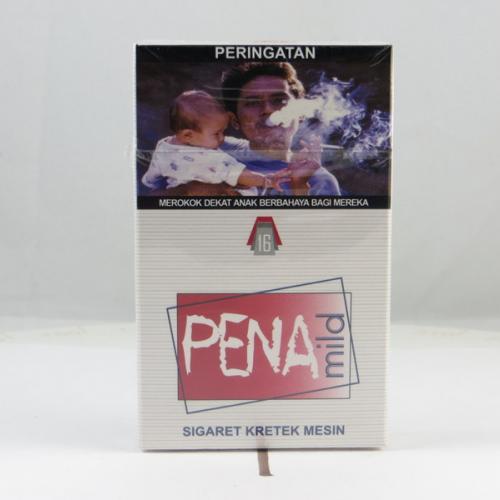 PERINGATAN
MEROKOK DEKAT ANAK BERBAHAYA BAGI MEREKA
16
PENA
mild
SIGARET KRETEK MESIN